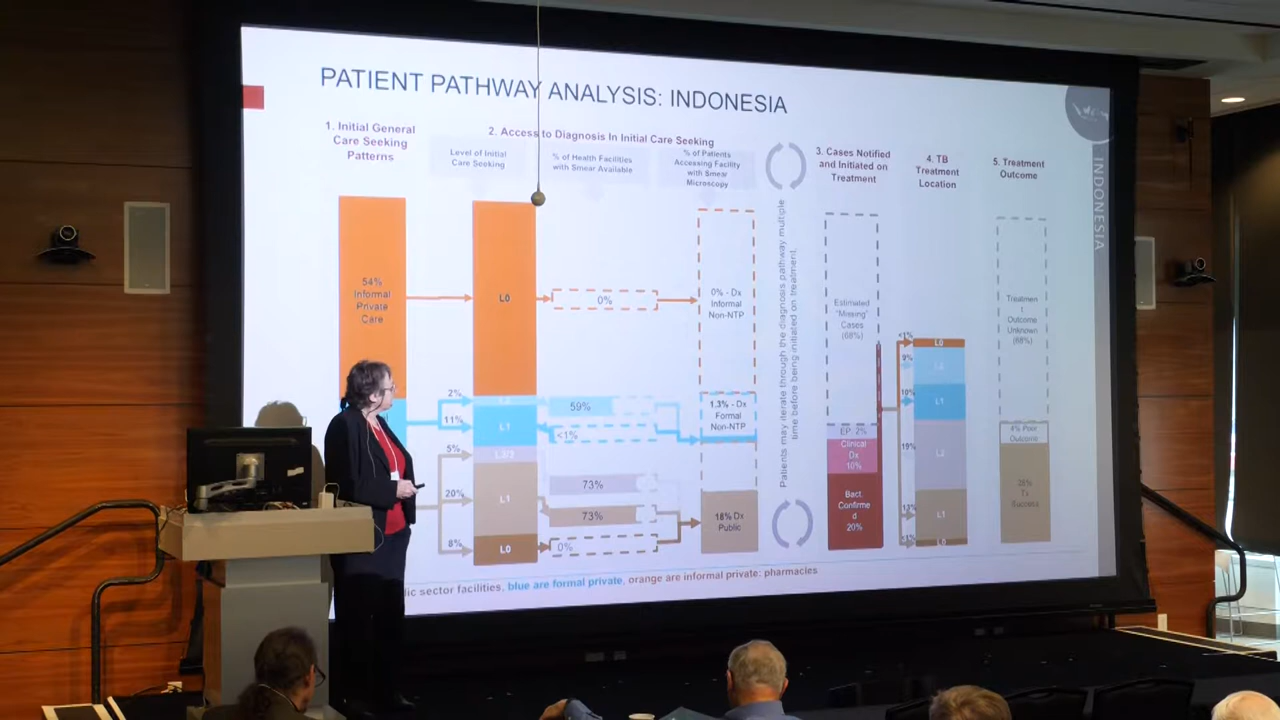 PATIENT PATHWAY ANALYSIS: INDONESIA
1. Initial General
Care Seeking
Patterns
2. Access to Diagnosis In Initial Care Seeking
Level of Initial
Care Seeking
% of Health Facilities
with Smear Available
% of Patients
Accessing Facility
with Smear
Microscopy
3. Cases Notified
and Initiated on
Treatment
4. TB
Treatment
Location
5. Treatment
Outcome
INDONESIA
54%
Informal
Private
Care
L0
0%
0% - Dx
Informal
Non-NTP
Patients may iterate through the diagnosis pathway multiple
time before being initiated on treatment.
Estimated
"Missing"
Cases
(68%)
Treatmen
t
Outcome
Unknown
(68%)
2%
11%
L1
59%
<1%
1.3% - Dx
Formal
Non-NTP
5%
L2/3
73%
20%
L1
73%
18% Dx
Public
8%
L0
0%
EP 2%
Clinical
Dx
10%
Bact.
Confirme
d
20%
<1%
L0
9%
L2
10%
L1
19%
L2
L1
L0
4% Poor
Outcome
Tx
Success
lic sector facilities, blue are formal private, orange are informal private: pharmacies